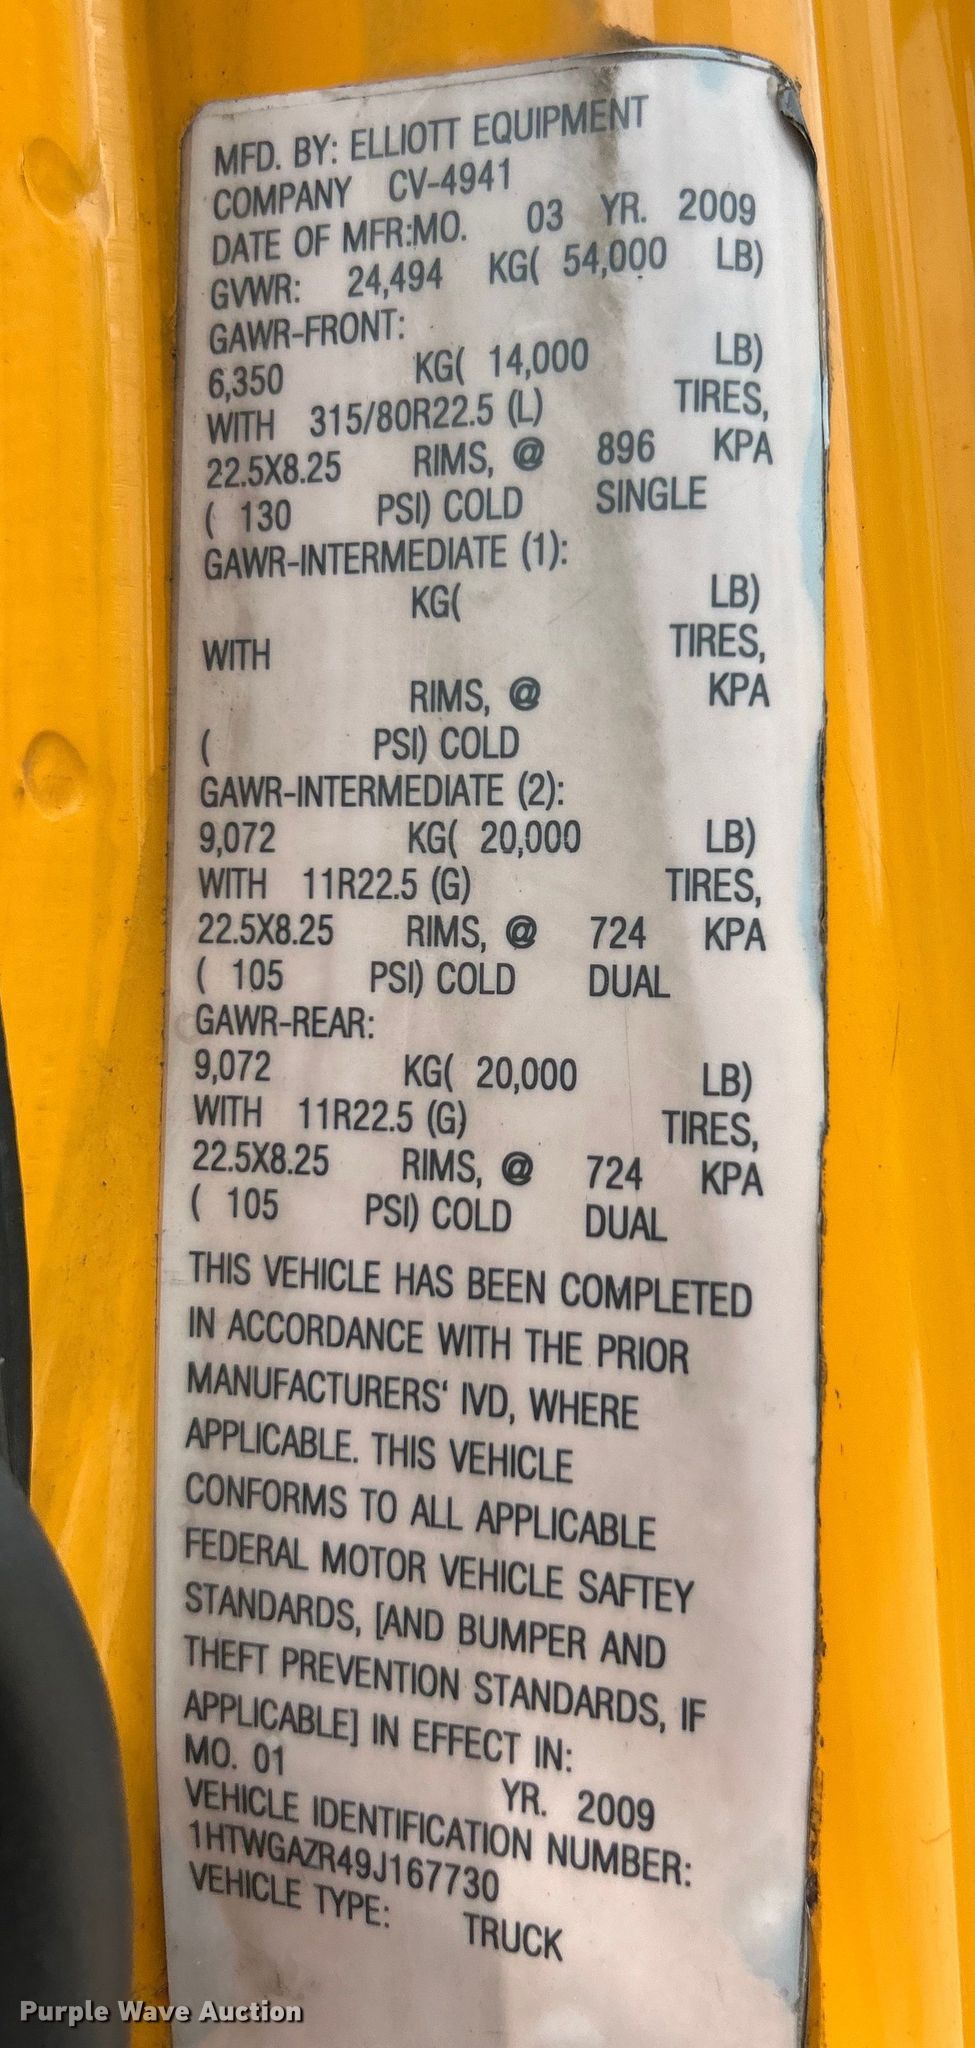 MFD. BY: ELLIOTT EQUIPMENT
COMPANY CV-4941
DATE OF MFR:MO. 03 YR. 2009
GVWR: 24,494 KG( 54,000 LB)
GAWR-FRONT:
6,350 KG( 14,000 LB)
WITH 315/80R22.5 (L) TIRES,
22.5X8.25 RIMS, @ 896 KPA
( 130 PSI) COLD SINGLE
GAWR-INTERMEDIATE (1):
KG( LB)
WITH TIRES,
RIMS, @ KPA
( PSI) COLD
GAWR-INTERMEDIATE (2):
9,072 KG( 20,000 LB)
WITH 11R22.5 (G) TIRES,
22.5X8.25 RIMS, @ 724 KPA
( 105 PSI) COLD DUAL
GAWR-REAR:
9,072 KG( 20,000 LB)
WITH 11R22.5 (G) TIRES,
22.5X8.25 RIMS, @ 724 KPA
( 105 PSI) COLD DUAL
THIS VEHICLE HAS BEEN COMPLETED
IN ACCORDANCE WITH THE PRIOR
MANUFACTURERS' IVD, WHERE
APPLICABLE. THIS VEHICLE
CONFORMS TO ALL APPLICABLE
FEDERAL MOTOR VEHICLE SAFTEY
STANDARDS, [AND BUMPER AND
THEFT PREVENTION STANDARDS, IF
APPLICABLE] IN EFFECT IN:
MO. 01 YR. 2009
VEHICLE IDENTIFICATION NUMBER:
1HTWGAZR49J167730
VEHICLE TYPE: TRUCK
Purple Wave Auction